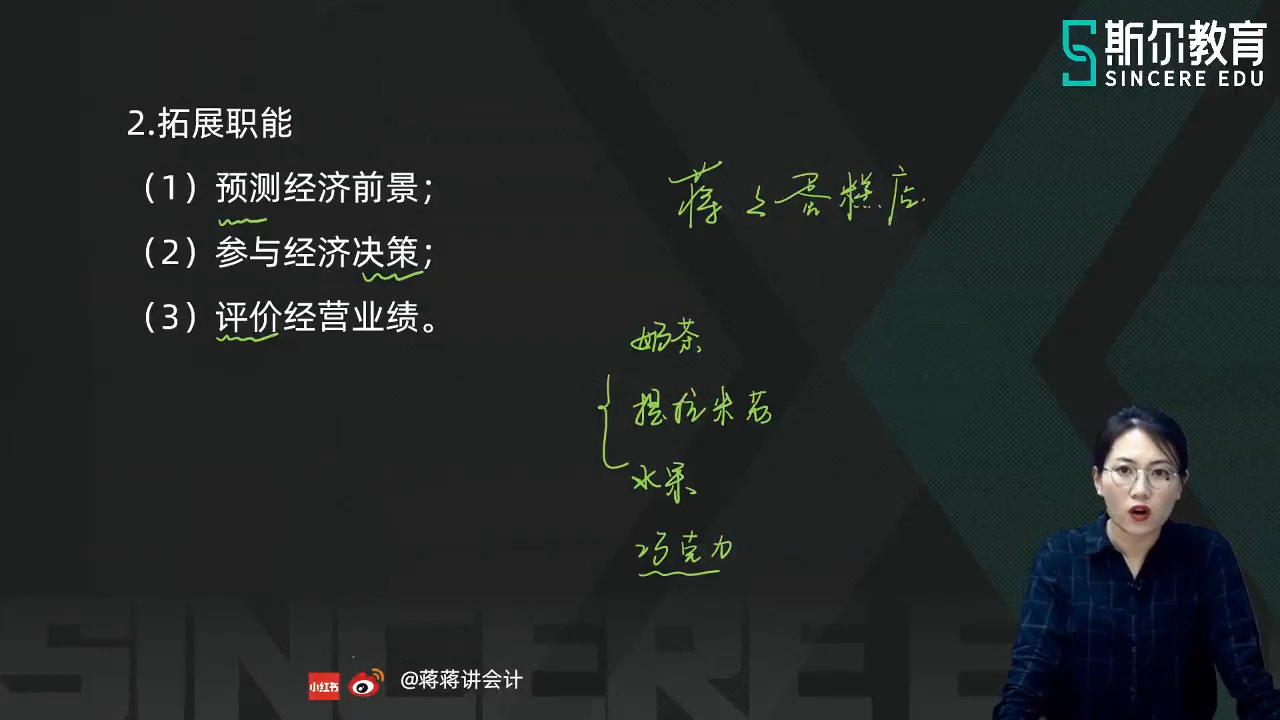 斯尔教育
SINCERE EDU
2.拓展职能
（1）预测经济前景；
（2）参与经济决策；
（3）评价经营业绩。
蒋
蛋糕店
奶茶
提拉米苏
水果
巧克力
SINCERE E
小红书
@蒋蒋讲会计